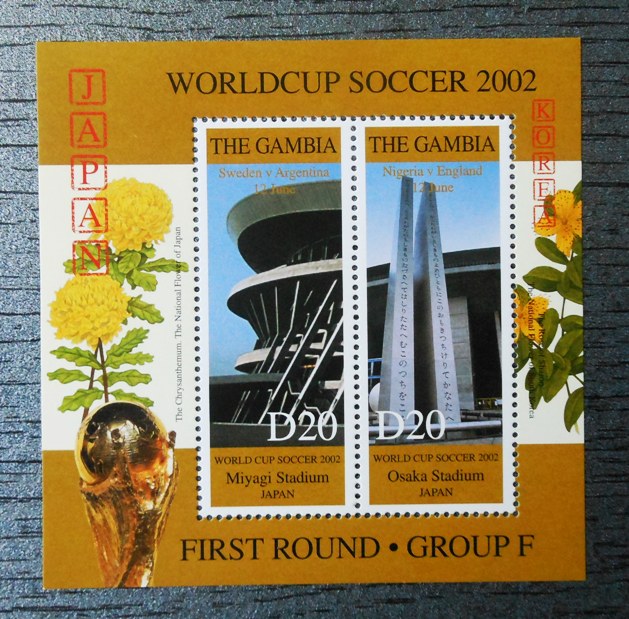 WORLDCUP SOCCER 2002
JAPAN
KOREA
THE GAMBIA
Sweden v Argentina
12 June
D20
WORLD CUP SOCCER 2002
Miyagi Stadium
JAPAN
THE GAMBIA
Nigeria v England
12 June
D20
WORLD CUP SOCCER 2002
Osaka Stadium
JAPAN
The Chrysanthemum. The National Flower of Japan
FIRST ROUND • GROUP F